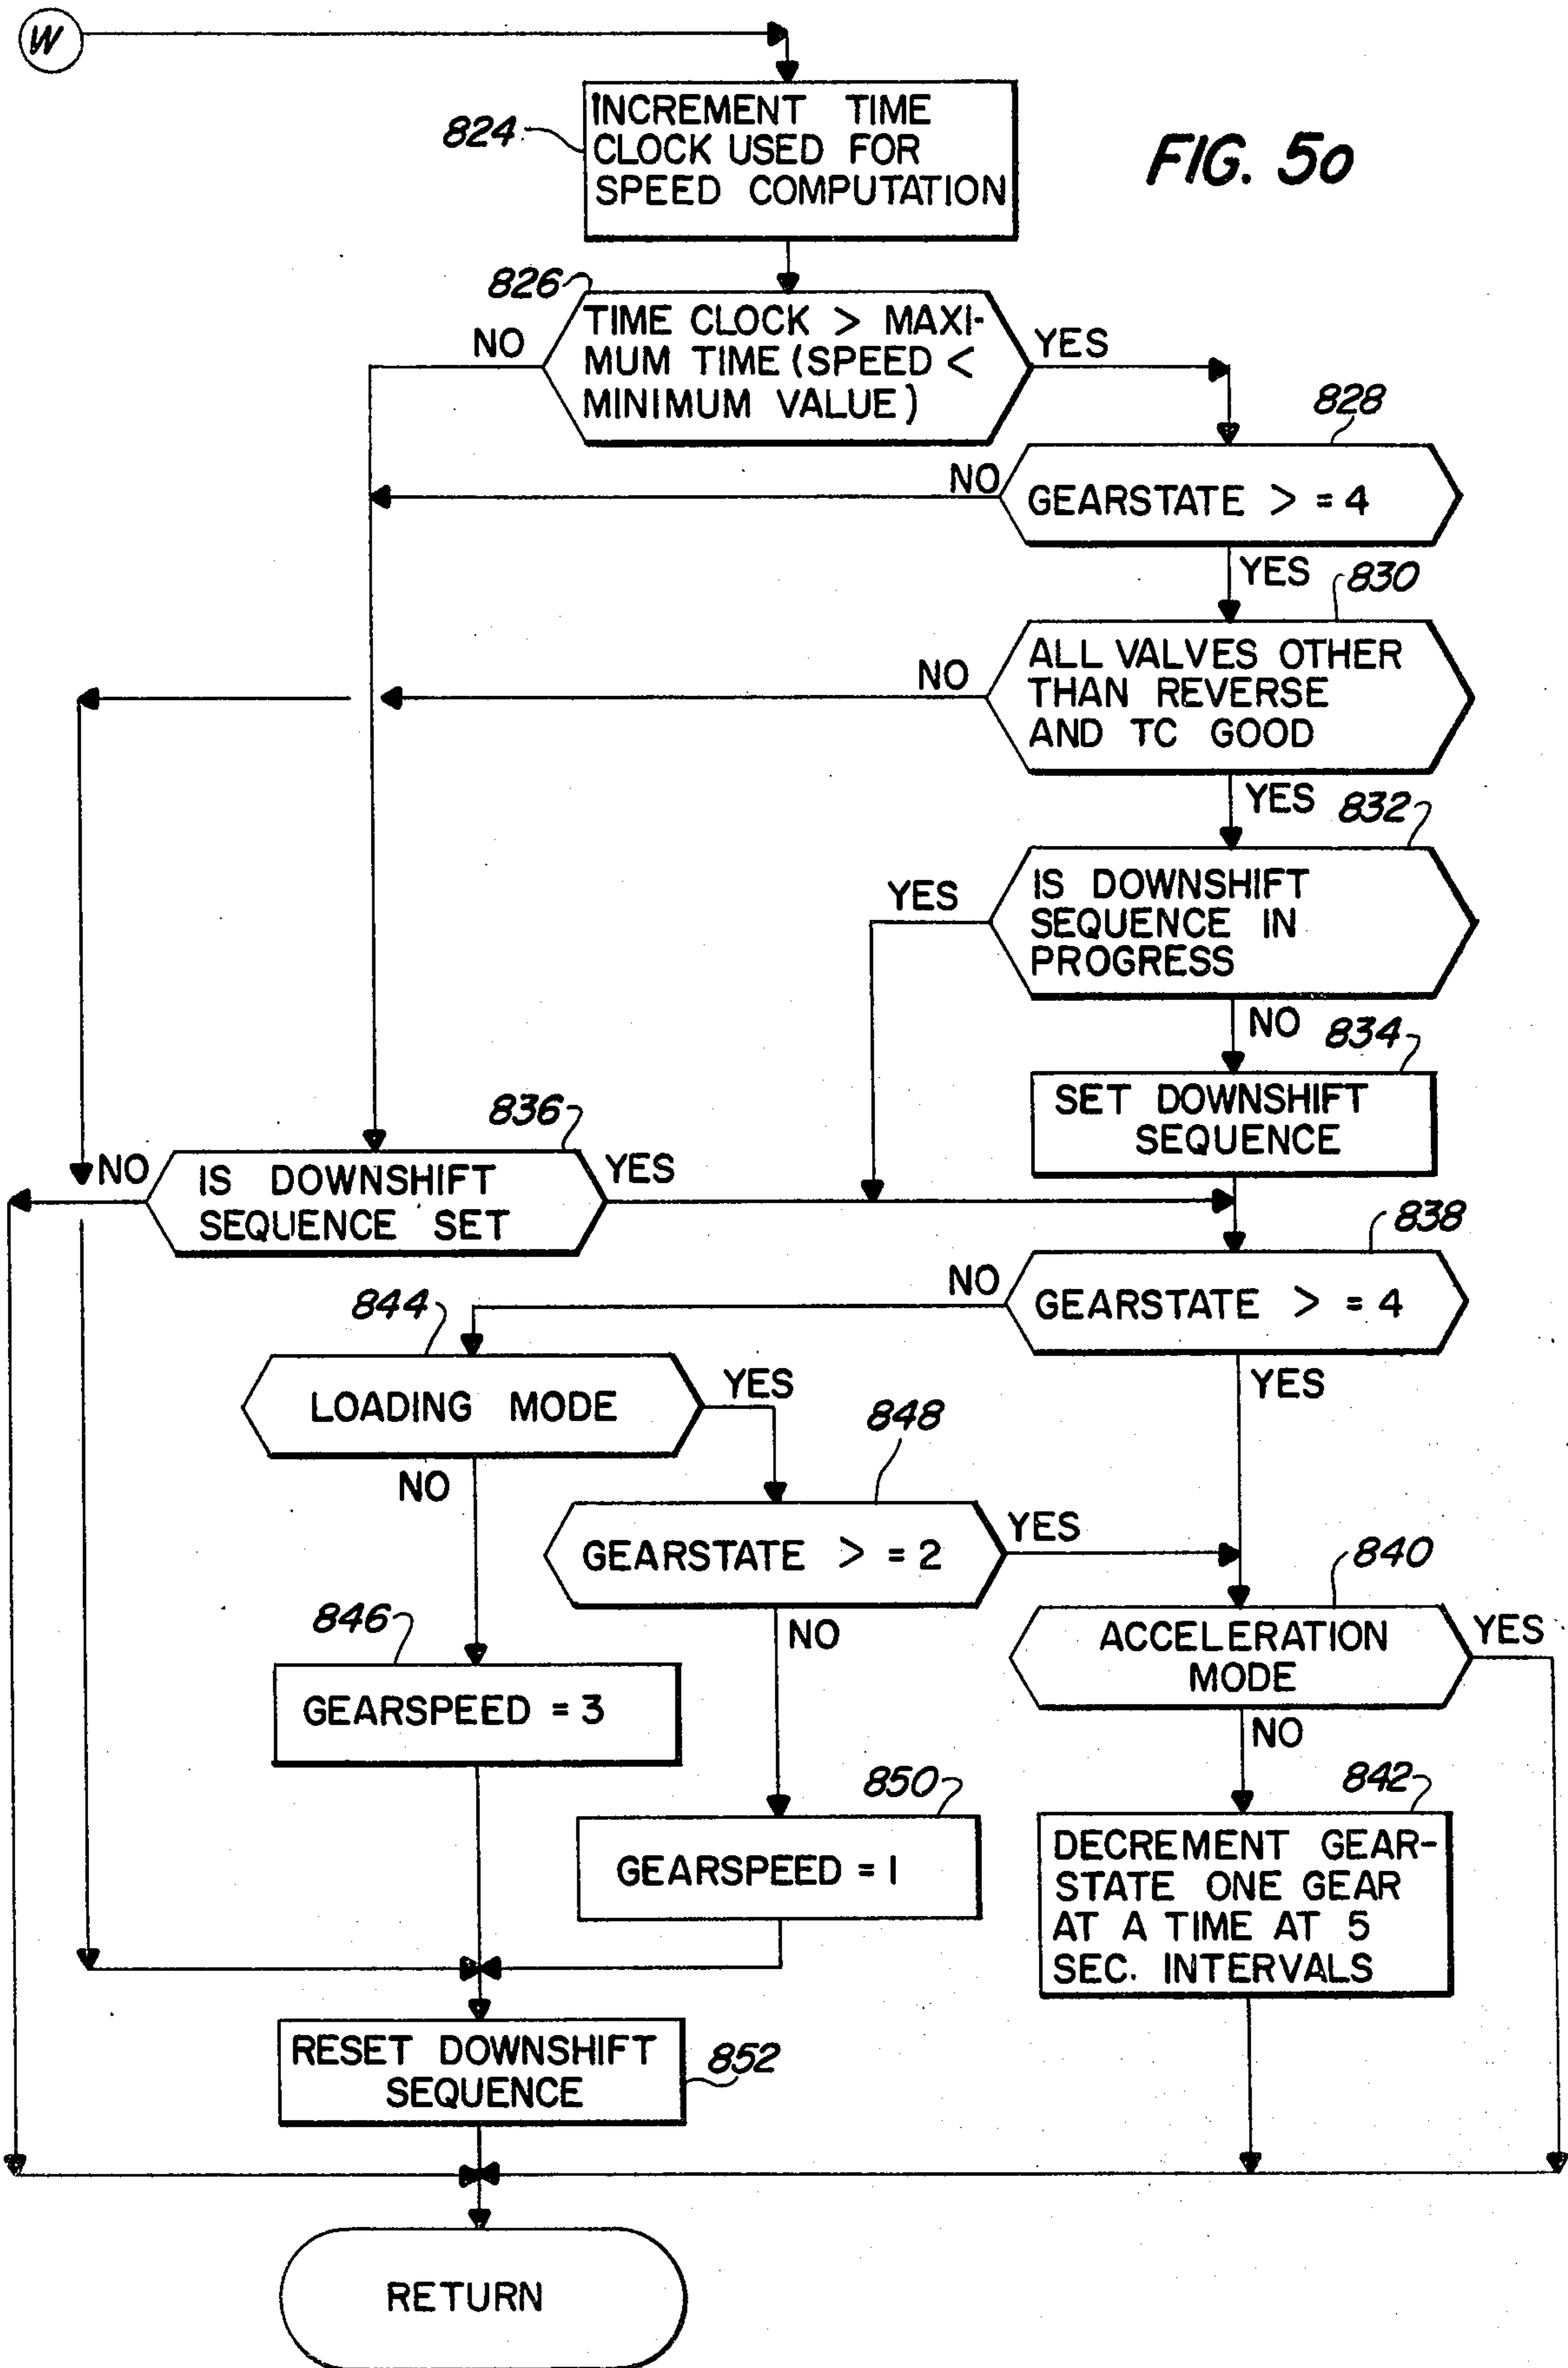 W
INCREMENT TIME
CLOCK USED FOR
SPEED COMPUTATION
824
FIG. 5o
826
TIME CLOCK > MAXI-
MUM TIME (SPEED <
MINIMUM VALUE)
NO
YES
828
GEARSTATE > = 4
NO
YES
830
ALL VALVES OTHER
THAN REVERSE
AND TC GOOD
NO
YES
832
IS DOWNSHIFT
SEQUENCE IN
PROGRESS
YES
NO
834
SET DOWNSHIFT
SEQUENCE
836
IS DOWNSHIFT
SEQUENCE SET
NO
YES
838
GEARSTATE > = 4
NO
YES
844
LOADING MODE
YES
NO
848
GEARSTATE > = 2
YES
NO
840
ACCELERATION
MODE
YES
NO
846
GEARSPEED = 3
850
GEARSPEED = 1
842
DECREMENT GEAR-
STATE ONE GEAR
AT A TIME AT 5
SEC. INTERVALS
RESET DOWNSHIFT
SEQUENCE
852
RETURN